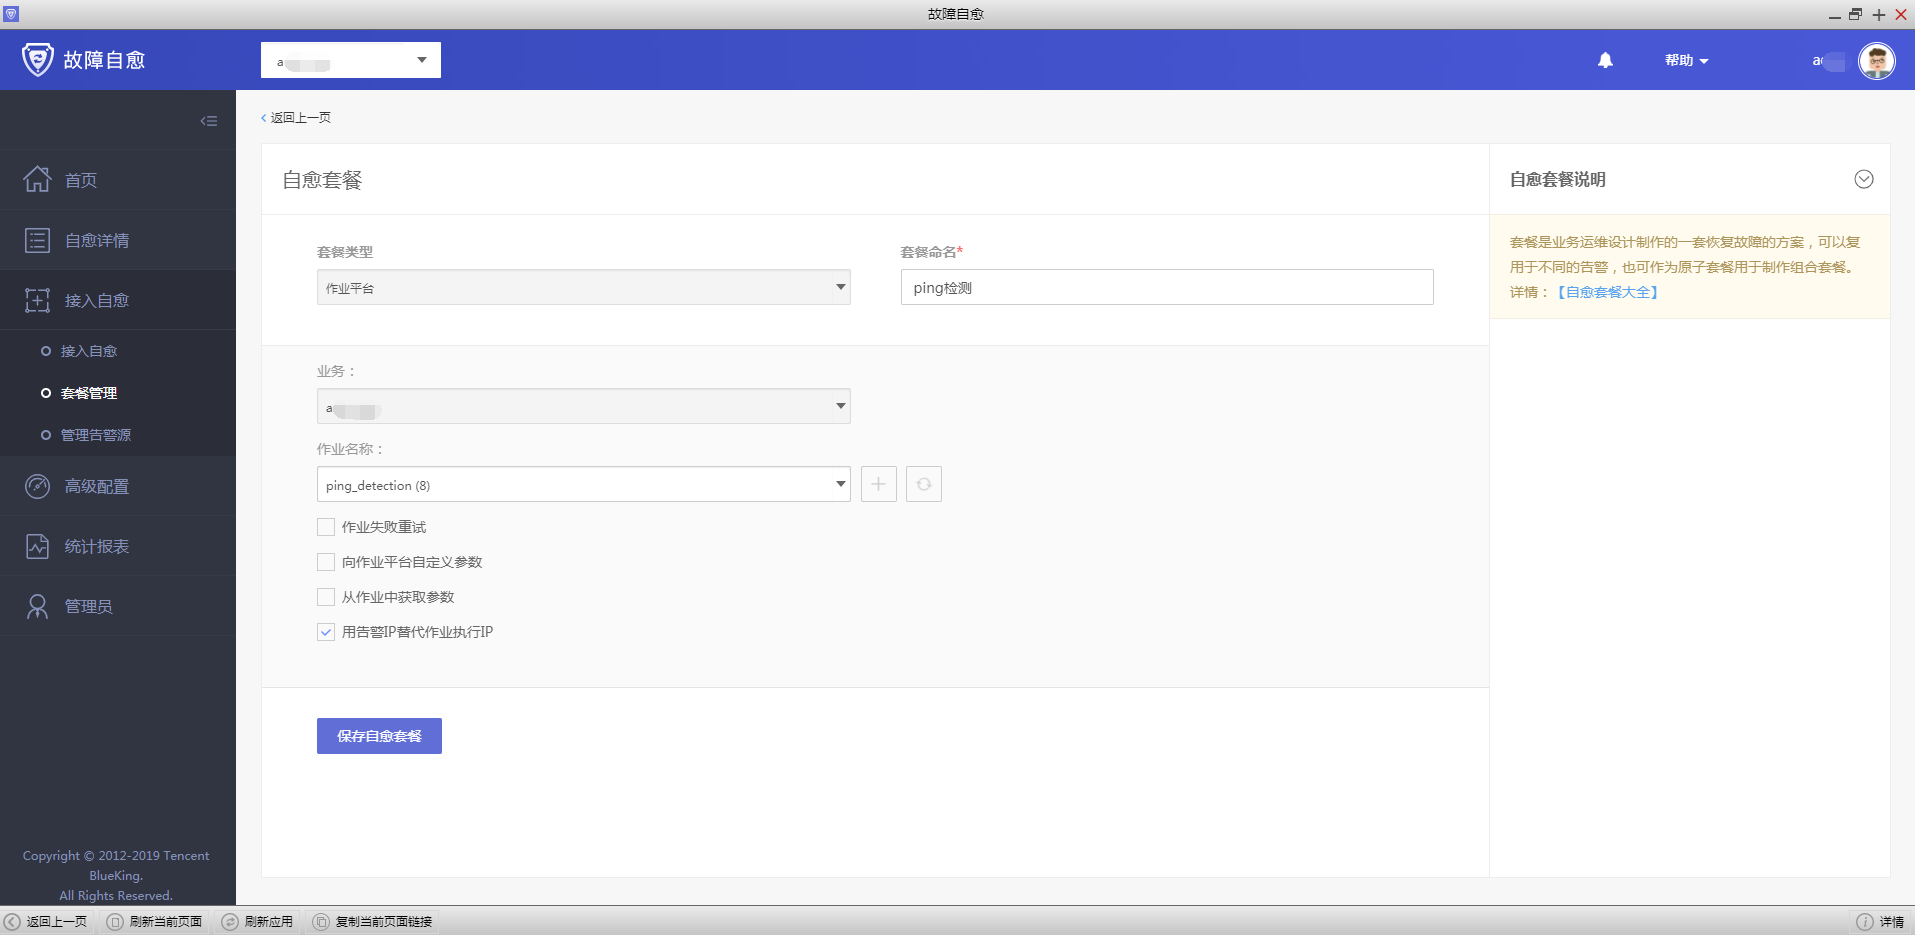 故障自愈
故障自愈
a
帮助
a
返回上一页
首页
自愈详情
接入自愈
接入自愈
套餐管理
管理告警源
高级配置
统计报表
管理员
Copyright © 2012-2019 Tencent
BlueKing.
All Rights Reserved.
自愈套餐
套餐类型
作业平台
套餐命名*
ping检测
业务：
a
作业名称：
ping_detection (8)
作业失败重试
向作业平台自定义参数
从作业中获取参数
用告警IP替代作业执行IP
保存自愈套餐
自愈套餐说明
套餐是业务运维设计制作的一套恢复故障的方案，可以复
用于不同的告警，也可作为原子套餐用于制作组合套餐。
详情：【自愈套餐大全】
返回上一页
刷新当前页面
刷新应用
复制当前页面链接
详情